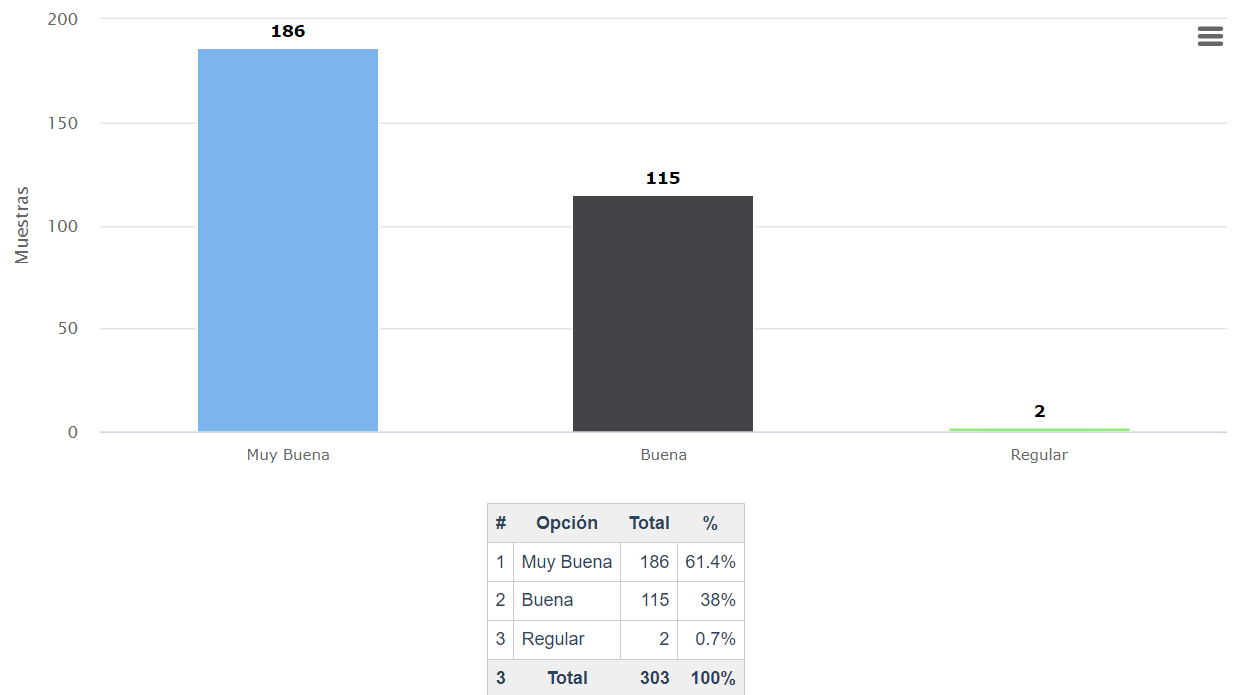 200
186
150
115
100
50
2
0
Muestras
Muy Buena Buena Regular
# Opción Total %
1 Muy Buena 186 61.4%
2 Buena 115 38%
3 Regular 2 0.7%
3 Total 303 100%